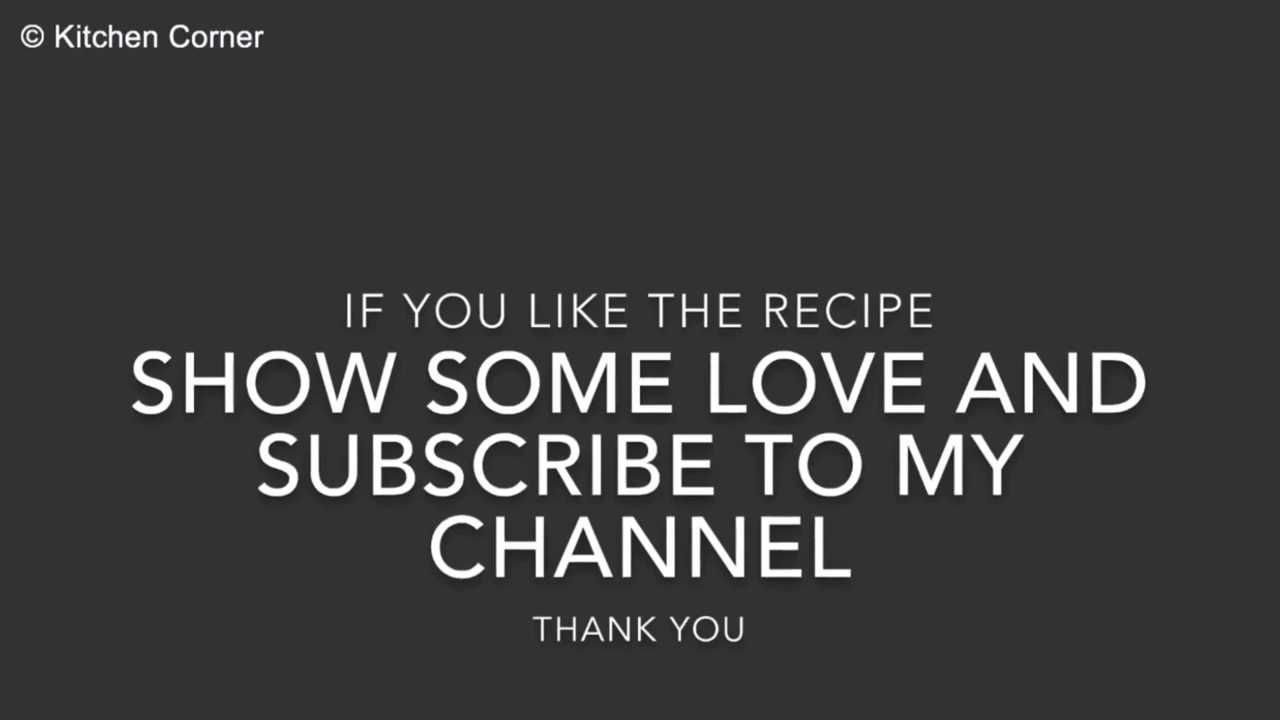 © Kitchen Corner
IF YOU LIKE THE RECIPE
SHOW SOME LOVE AND
SUBSCRIBE TO MY
CHANNEL
THANK YOU